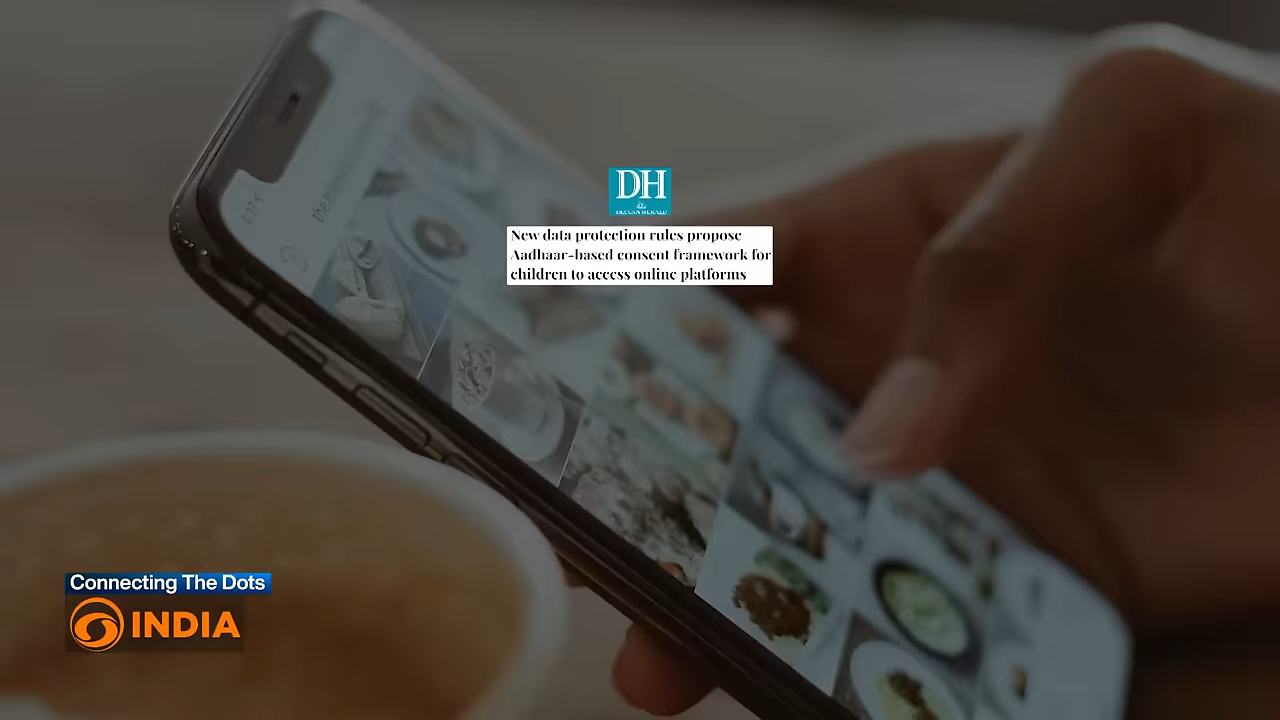 DH
DECCAN HERALD
New data protection rules propose
Aadhaar-based consent framework for
children to access online platforms
Connecting The Dots
INDIA